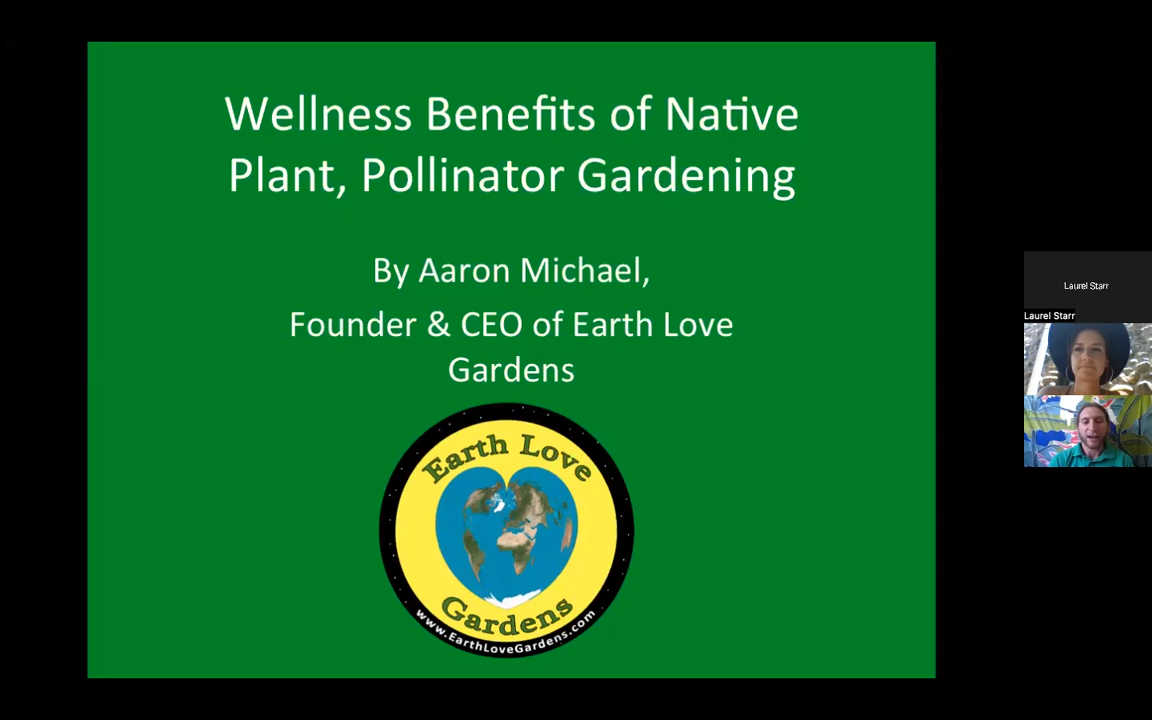 Wellness Benefits of Native
Plant, Pollinator Gardening
By Aaron Michael,
Founder & CEO of Earth Love
Gardens
Earth Love
Gardens
www.EarthLoveGardens.com
Laurel Starr
Laurel Starr